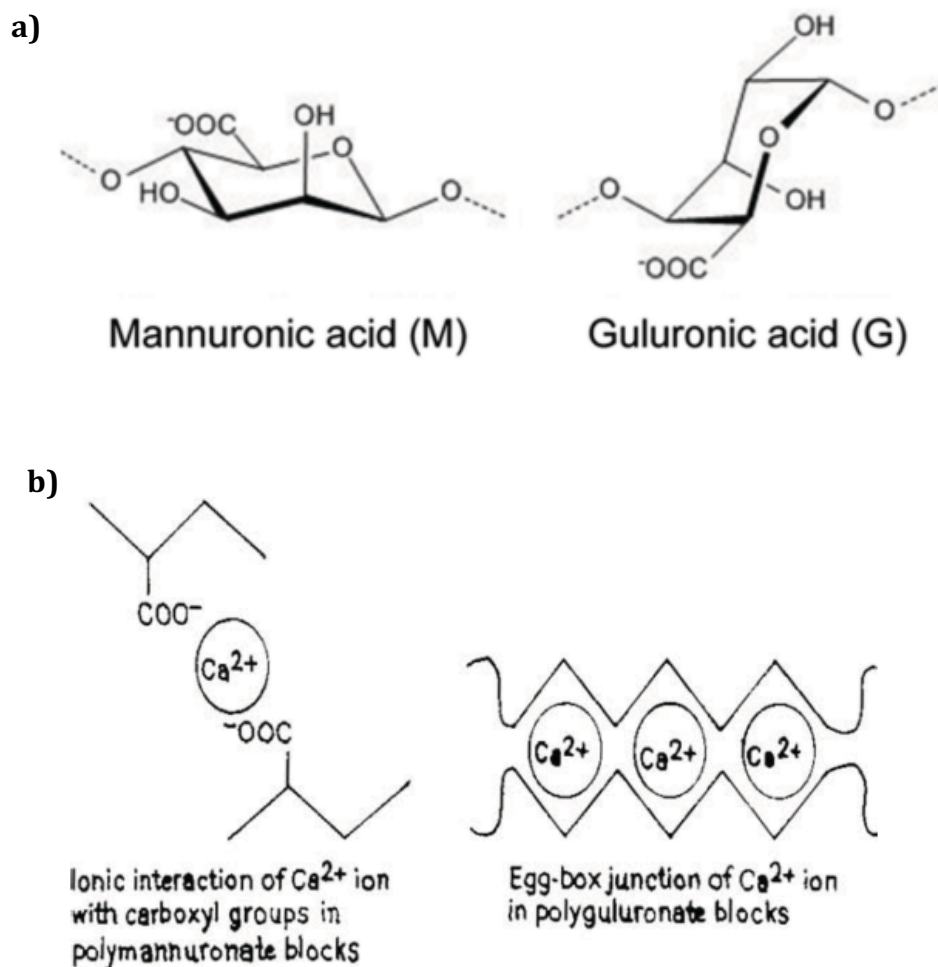 a)
⁻OOC
OH
O
O
HO
O
Mannuronic acid (M)
OH
O
O
O
OH
⁻OOC
Guluronic acid (G)
b)
COO⁻
Ca²⁺
⁻OOC
Ionic interaction of Ca²⁺ ion
with carboxyl groups in
polymannuronate blocks
Ca²⁺ Ca²⁺ Ca²⁺
Egg-box junction of Ca²⁺ ion
in polyguluronate blocks